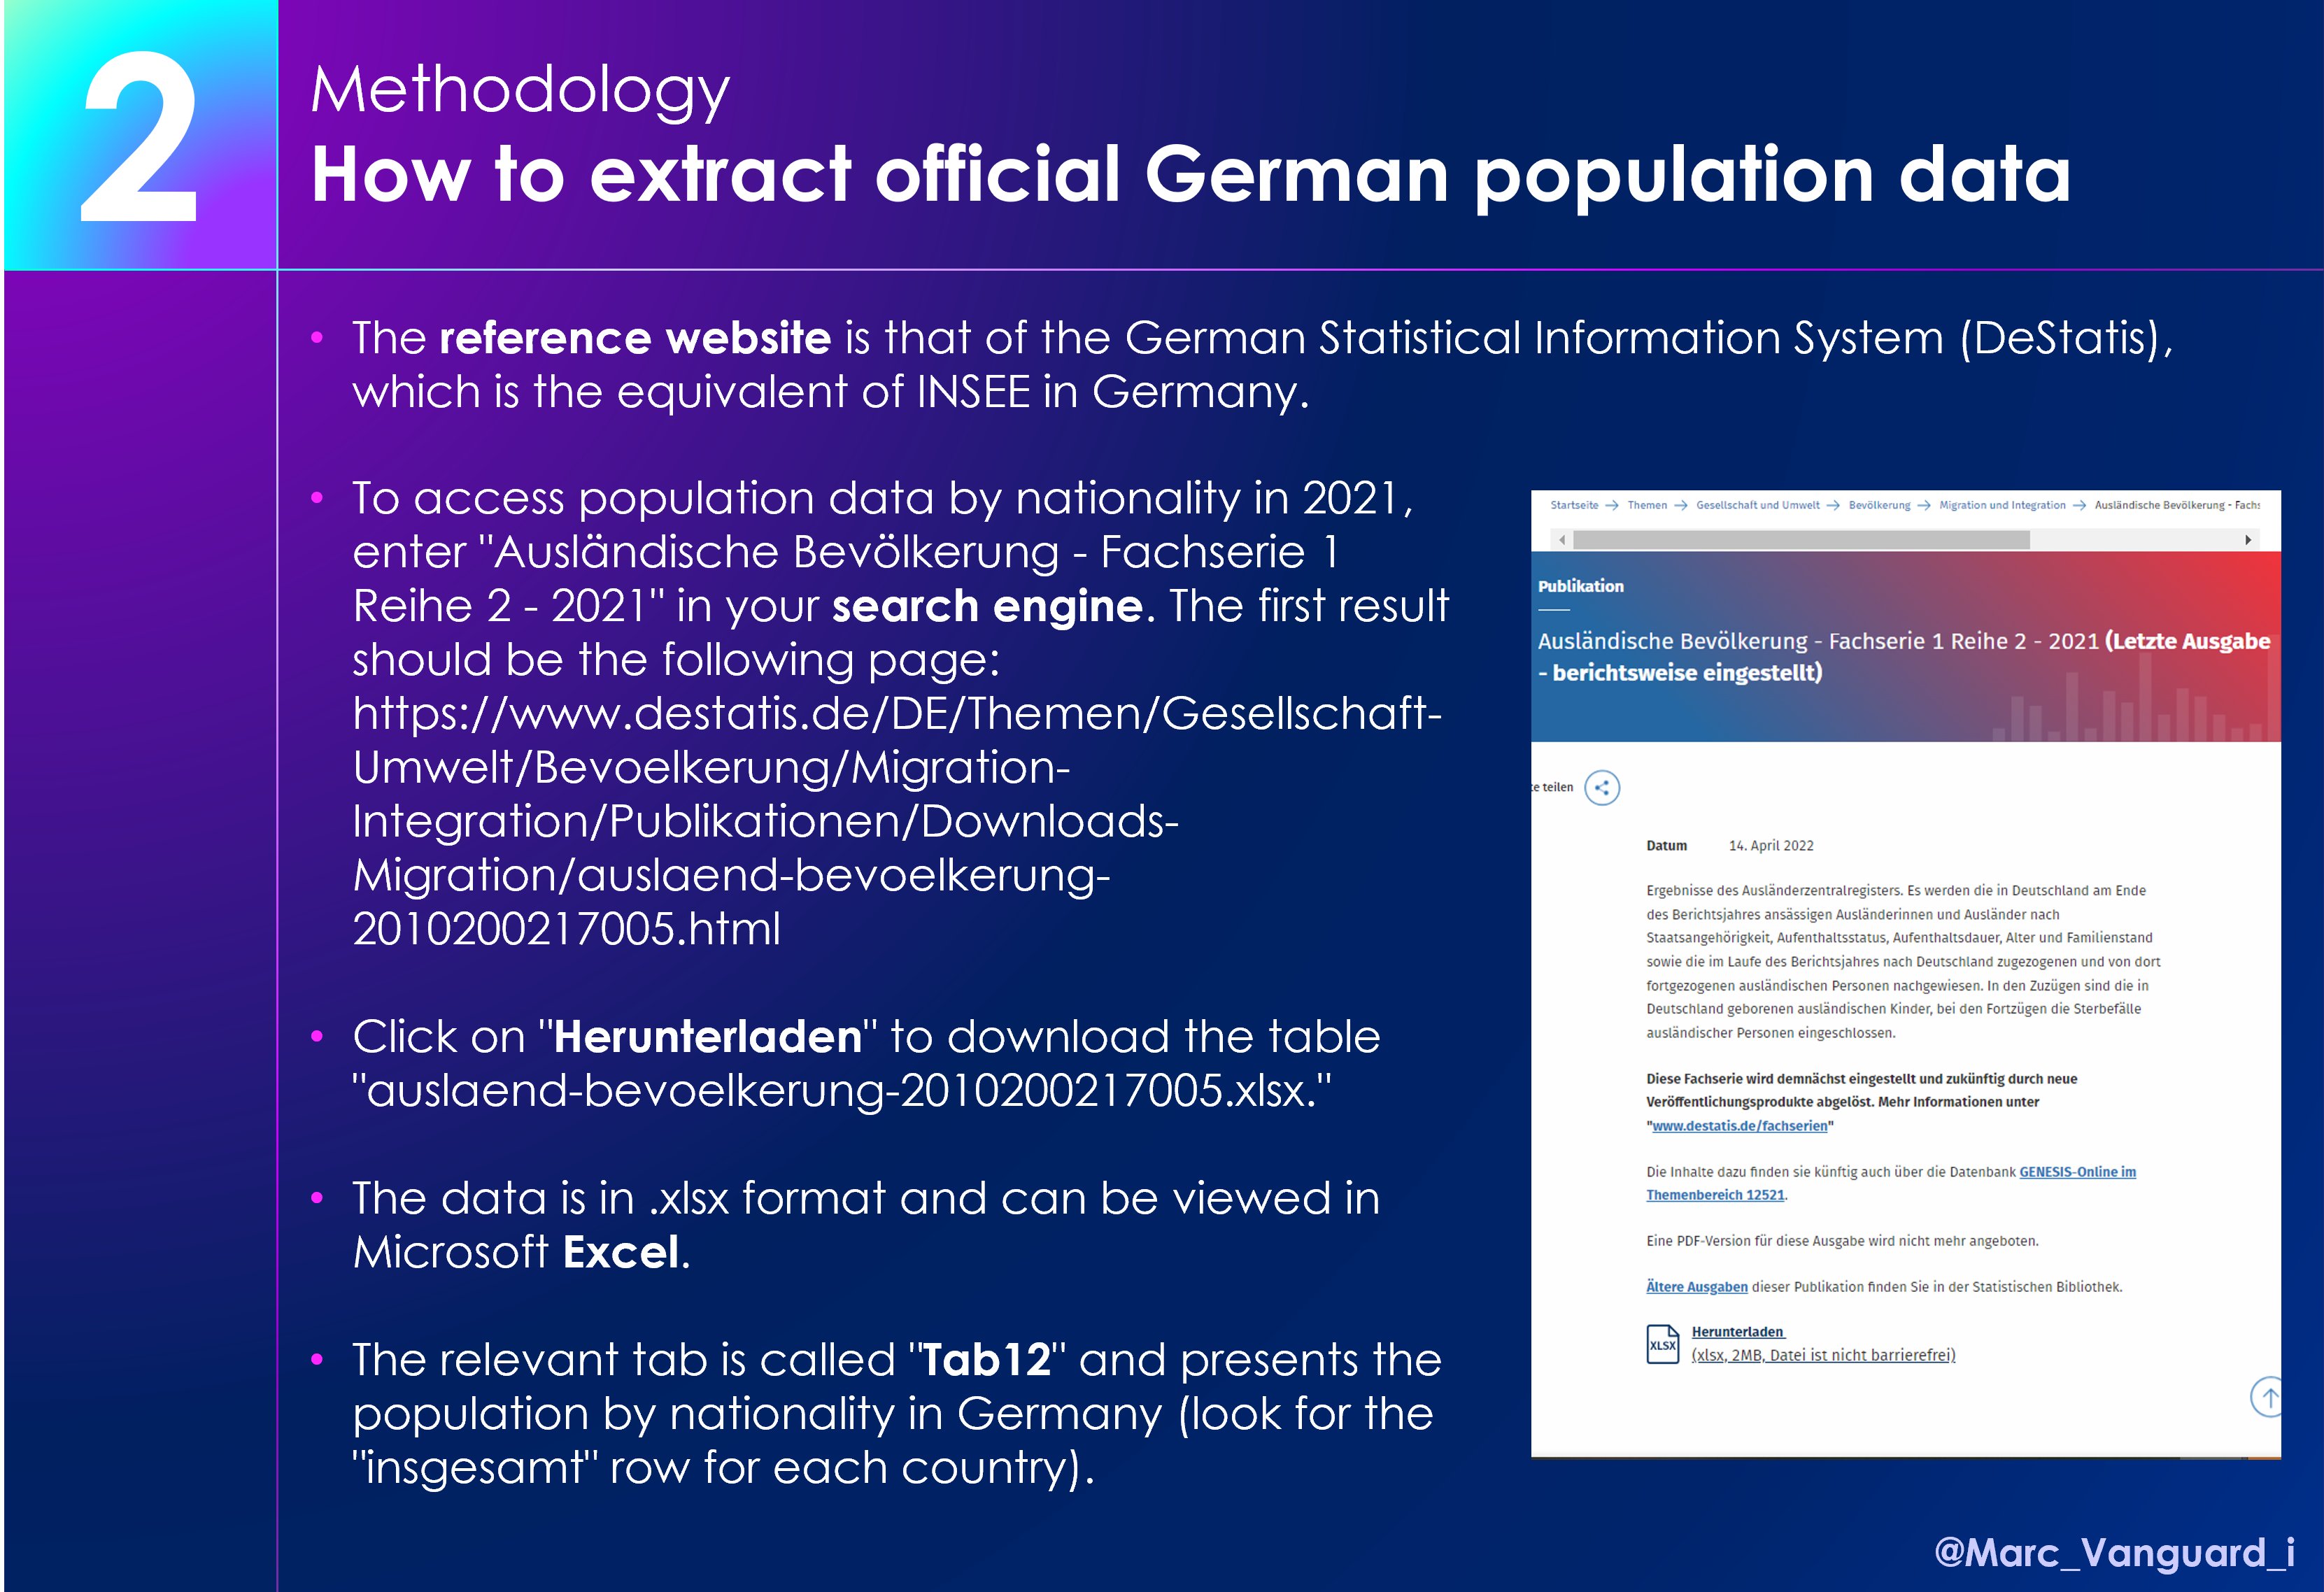 2
Methodology
How to extract official German population data
• The reference website is that of the German Statistical Information System (DeStatis),
which is the equivalent of INSEE in Germany.
• To access population data by nationality in 2021,
enter "Ausländische Bevölkerung - Fachserie 1
Reihe 2 - 2021" in your search engine. The first result
should be the following page:
https://www.destatis.de/DE/Themen/Gesellschaft-
Umwelt/Bevoelkerung/Migration-
Integration/Publikationen/Downloads-
Migration/auslaend-bevoelkerung-
2010200217005.html
• Click on "Herunterladen" to download the table
"auslaend-bevoelkerung-2010200217005.xlsx."
• The data is in .xlsx format and can be viewed in
Microsoft Excel.
• The relevant tab is called "Tab12" and presents the
population by nationality in Germany (look for the
"insgesamt" row for each country).
Startseite → Themen → Gesellschaft und Umwelt → Bevölkerung → Migration und Integration → Ausländische Bevölkerung - Fachs
Publikation
Ausländische Bevölkerung - Fachserie 1 Reihe 2 - 2021 (Letzte Ausgabe
- berichtsweise eingestellt)
te teilen
Datum 14. April 2022
Ergebnisse des Ausländerzentralregisters. Es werden die in Deutschland am Ende
des Berichtsjahres ansässigen Ausländerinnen und Ausländer nach
Staatsangehörigkeit, Aufenthaltsstatus, Aufenthaltsdauer, Alter und Familienstand
sowie die im Laufe des Berichtsjahres nach Deutschland zugezogenen und von dort
fortgezogenen ausländischen Personen nachgewiesen. In den Zuzügen sind die in
Deutschland geborenen ausländischen Kinder, bei den Fortzügen die Sterbefälle
ausländischer Personen eingeschlossen.
Diese Fachserie wird demnächst eingestellt und zukünftig durch neue
Veröffentlichungsprodukte abgelöst. Mehr Informationen unter
"www.destatis.de/fachserien"
Die Inhalte dazu finden sie künftig auch über die Datenbank GENESIS-Online im
Themenbereich 12521.
Eine PDF-Version für diese Ausgabe wird nicht mehr angeboten.
Ältere Ausgaben dieser Publikation finden Sie in der Statistischen Bibliothek.
XLSX
Herunterladen
(xlsx, 2MB, Datei ist nicht barrierefrei)
@Marc_Vanguard_i